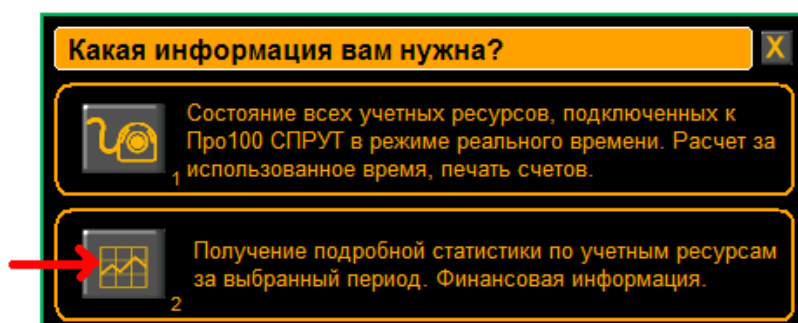 Какая информация вам нужна?
X
Состояние всех учетных ресурсов, подключенных к
Про100 СПРУТ в режиме реального времени. Расчет за
использованное время, печать счетов.
1
Получение подробной статистики по учетным ресурсам
за выбранный период. Финансовая информация.
2